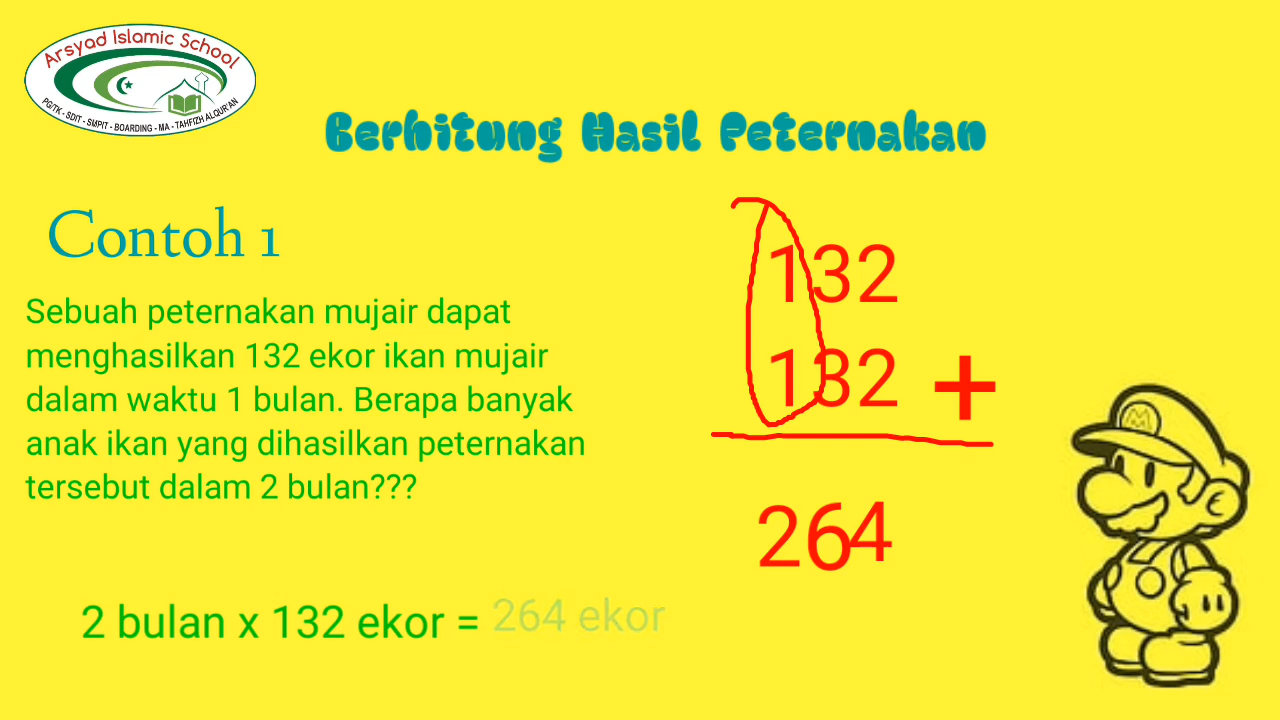 Arsyad Islamic School
PG/TK - SDIT - SMPIT - BOARDING - MA - TAHFIZH ALQUR'AN
Berhitung Hasil Peternakan
Contoh 1
Sebuah peternakan mujair dapat
menghasilkan 132 ekor ikan mujair
dalam waktu 1 bulan. Berapa banyak
anak ikan yang dihasilkan peternakan
tersebut dalam 2 bulan???
2 bulan x 132 ekor = 264 ekor
132
132 +
264
M